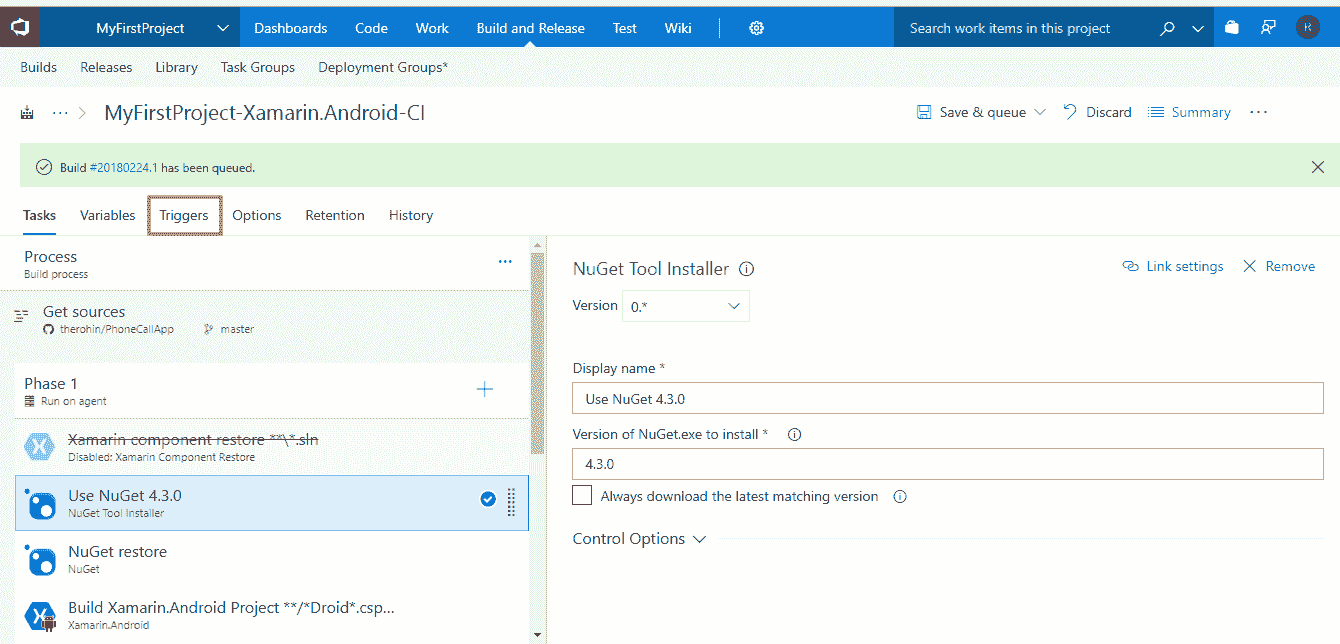 MyFirstProject Dashboards Code Work Build and Release Test Wiki Search work items in this project R
Builds Releases Library Task Groups Deployment Groups*
... > MyFirstProject-Xamarin.Android-CI Save & queue Discard Summary ...
Build #20180224.1 has been queued.
Tasks Variables Triggers Options Retention History
Process ...
Build process
Get sources
therohin/PhoneCallApp master
Phase 1
Run on agent
Xamarin component restore **\*.sln
Disabled: Xamarin Component Restore
Use NuGet 4.3.0
NuGet Tool Installer
NuGet restore
NuGet
Build Xamarin.Android Project **/*Droid*.csp...
Xamarin.Android
NuGet Tool Installer Link settings Remove
Version 0.*
Display name *
Use NuGet 4.3.0
Version of NuGet.exe to install *
4.3.0
Always download the latest matching version
Control Options